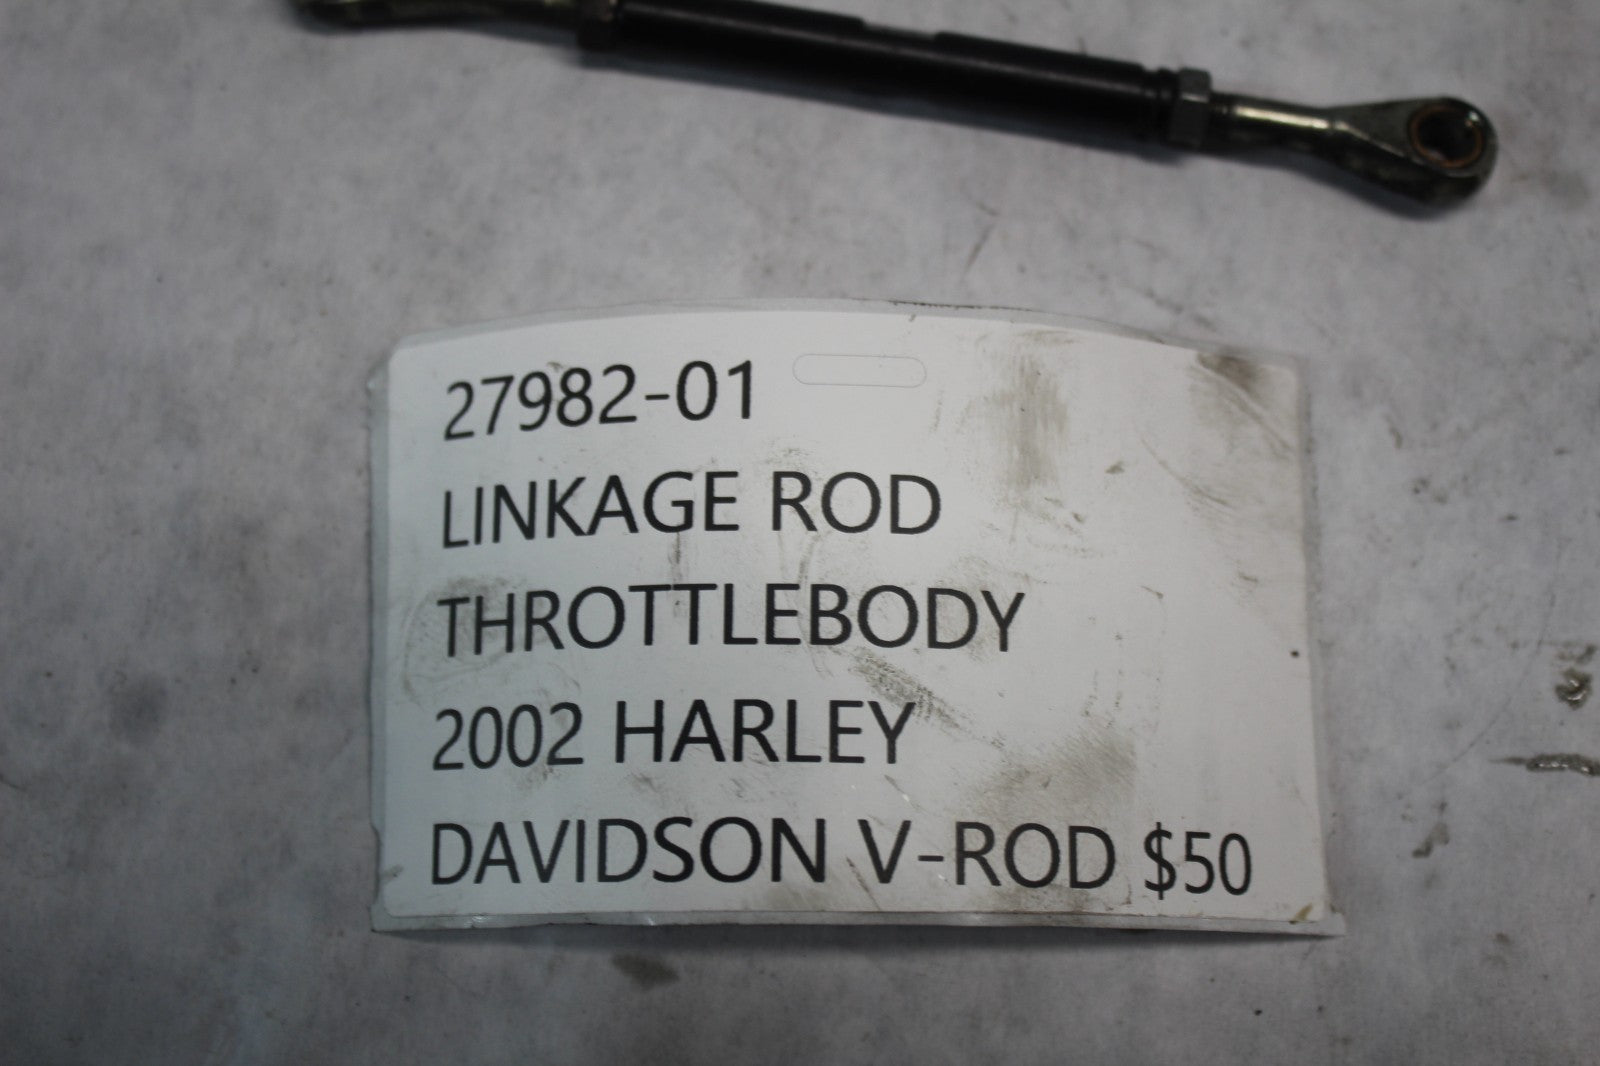 27982-01
LINKAGE ROD
THROTTLEBODY
2002 HARLEY
DAVIDSON V-ROD $50